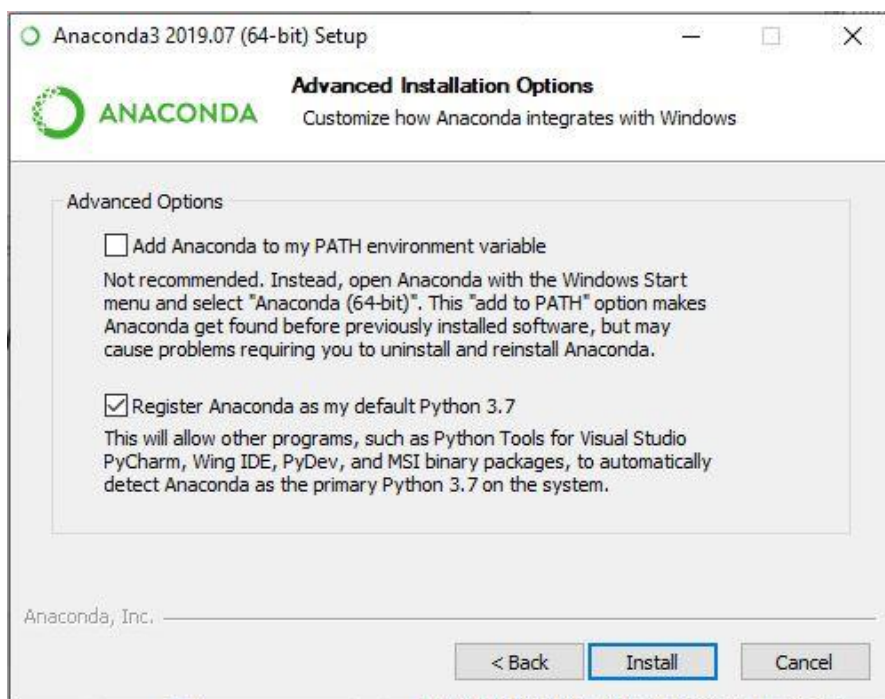 Anaconda3 2019.07 (64-bit) Setup
ANACONDA
Advanced Installation Options
Customize how Anaconda integrates with Windows
Advanced Options
Add Anaconda to my PATH environment variable
Not recommended. Instead, open Anaconda with the Windows Start
menu and select "Anaconda (64-bit)". This "add to PATH" option makes
Anaconda get found before previously installed software, but may
cause problems requiring you to uninstall and reinstall Anaconda.
Register Anaconda as my default Python 3.7
This will allow other programs, such as Python Tools for Visual Studio
PyCharm, Wing IDE, PyDev, and MSI binary packages, to automatically
detect Anaconda as the primary Python 3.7 on the system.
Anaconda, Inc.
< Back Install Cancel